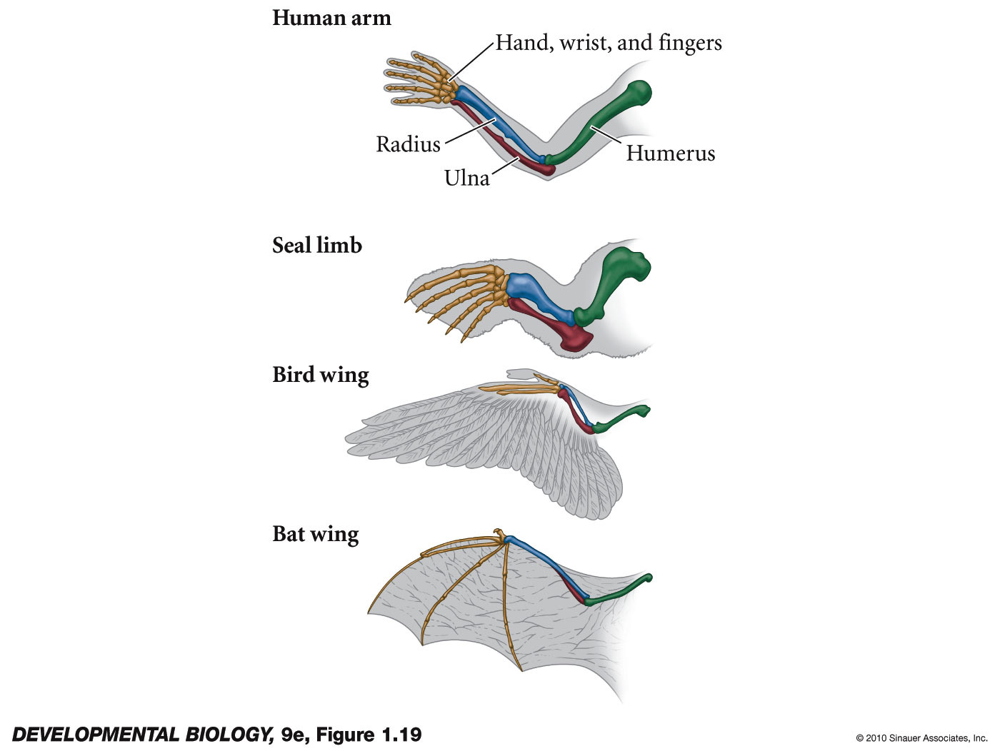 Human arm
Hand, wrist, and fingers
Radius
Humerus
Ulna
Seal limb
Bird wing
Bat wing
DEVELOPMENTAL BIOLOGY, 9e, Figure 1.19
© 2010 Sinauer Associates, Inc.